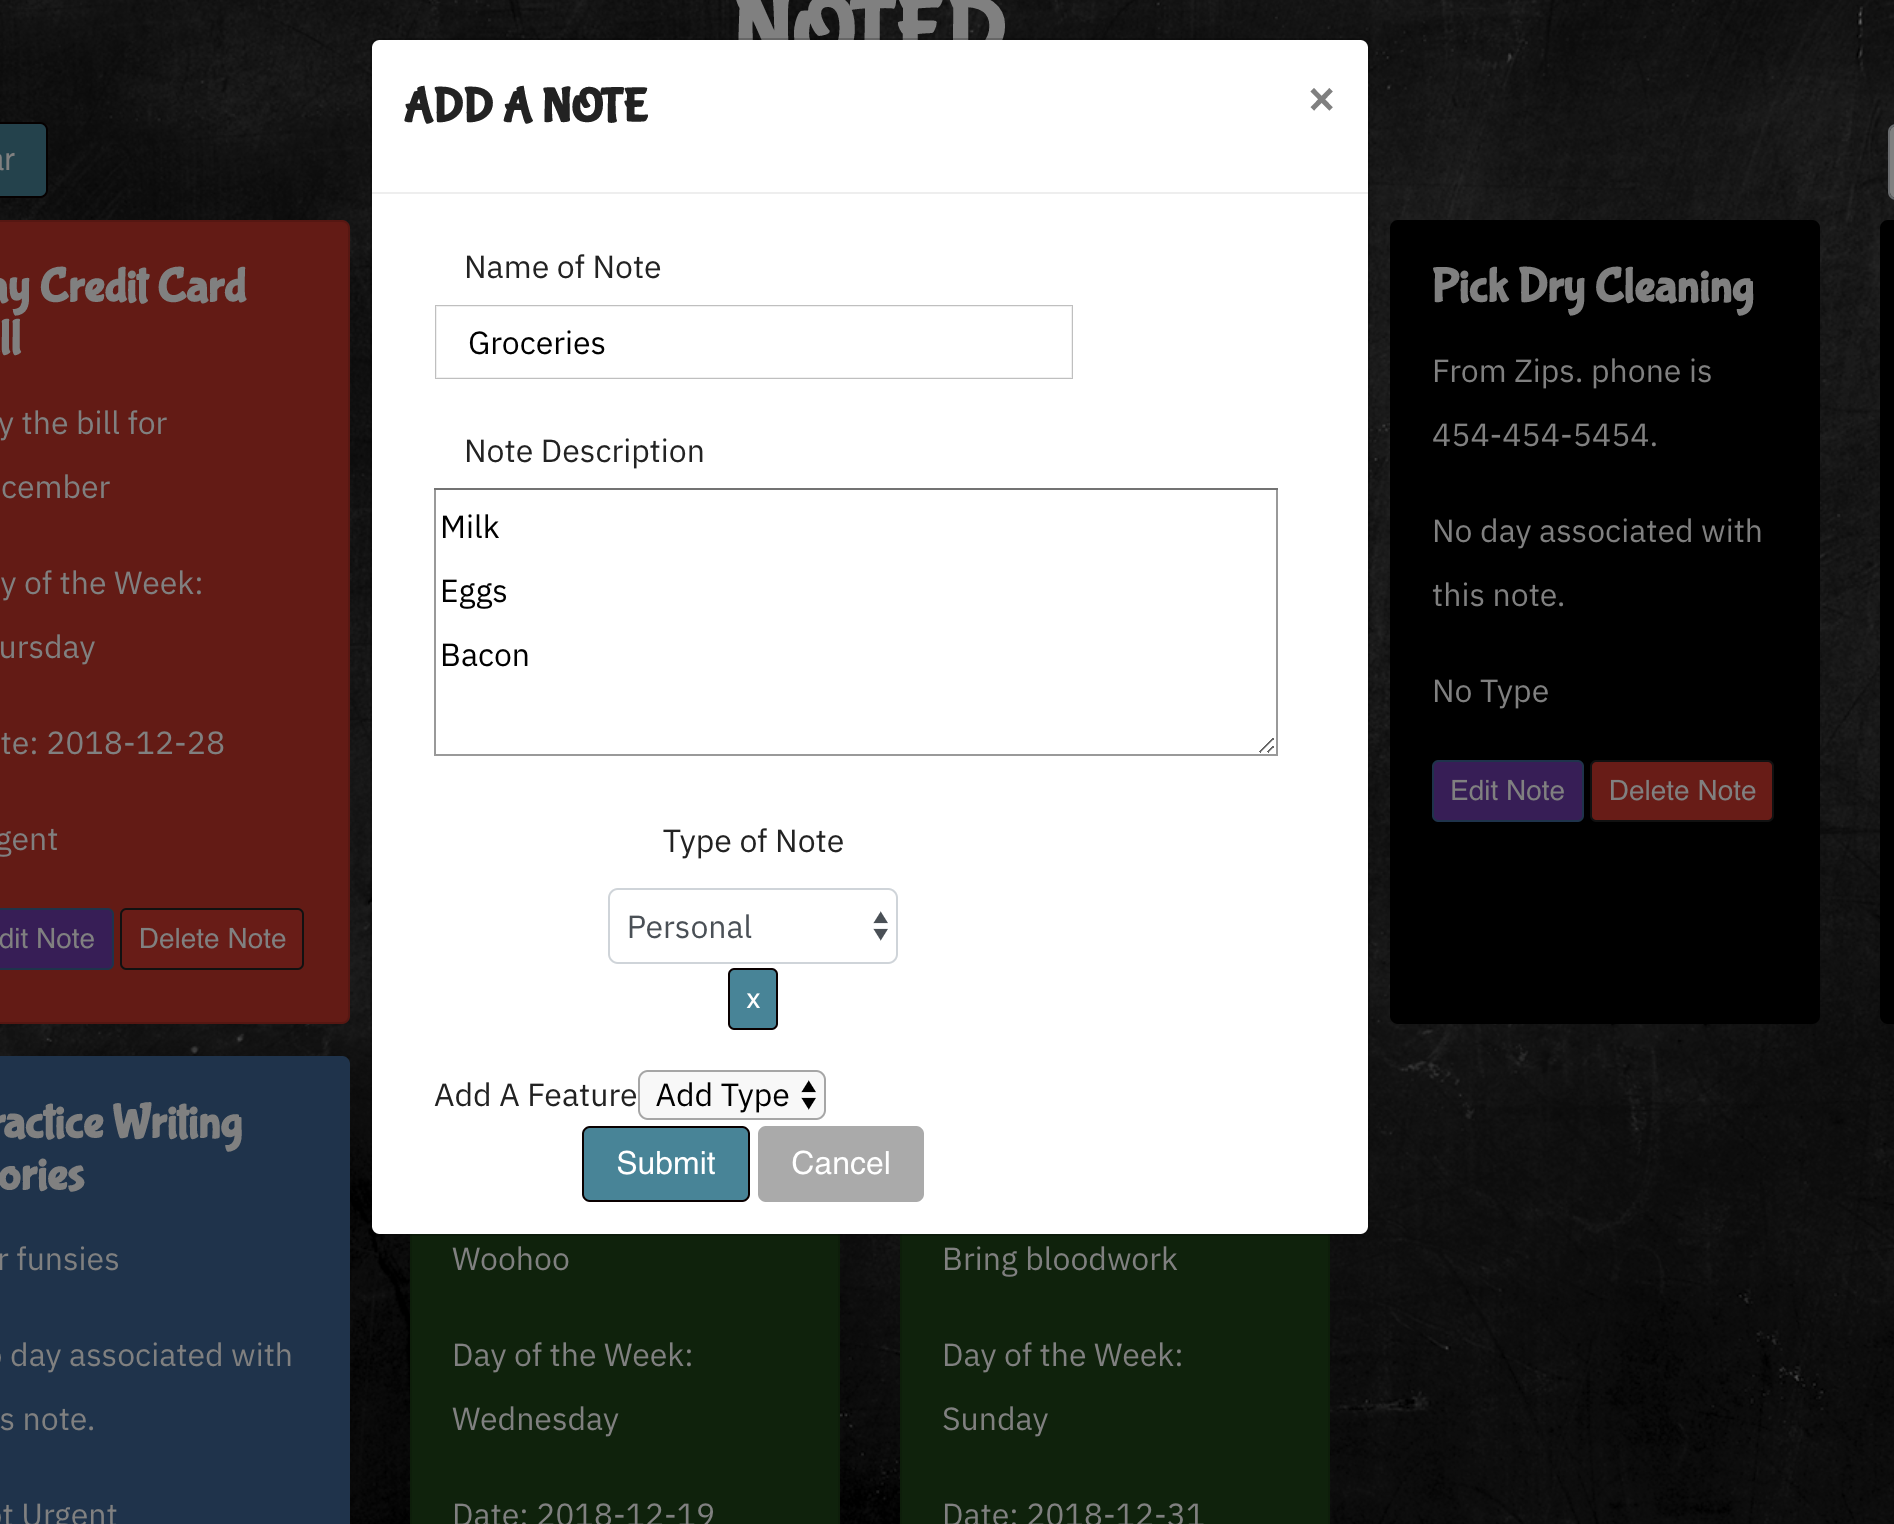 NOTED
ADD A NOTE
×
Name of Note
Groceries
Note Description
Milk
Eggs
Bacon
Type of Note
Personal
x
Add A Feature Add Type
Submit Cancel
ar
ay Credit Card
ll
y the bill for
cember
y of the Week:
ursday
te: 2018-12-28
gent
dit Note Delete Note
Pick Dry Cleaning
From Zips. phone is
454-454-5454.
No day associated with
this note.
No Type
Edit Note Delete Note
ractice Writing
ories
r funsies
day associated with
s note.
t Urgent
Woohoo
Day of the Week:
Wednesday
Date: 2018-12-19
Bring bloodwork
Day of the Week:
Sunday
Date: 2018-12-31